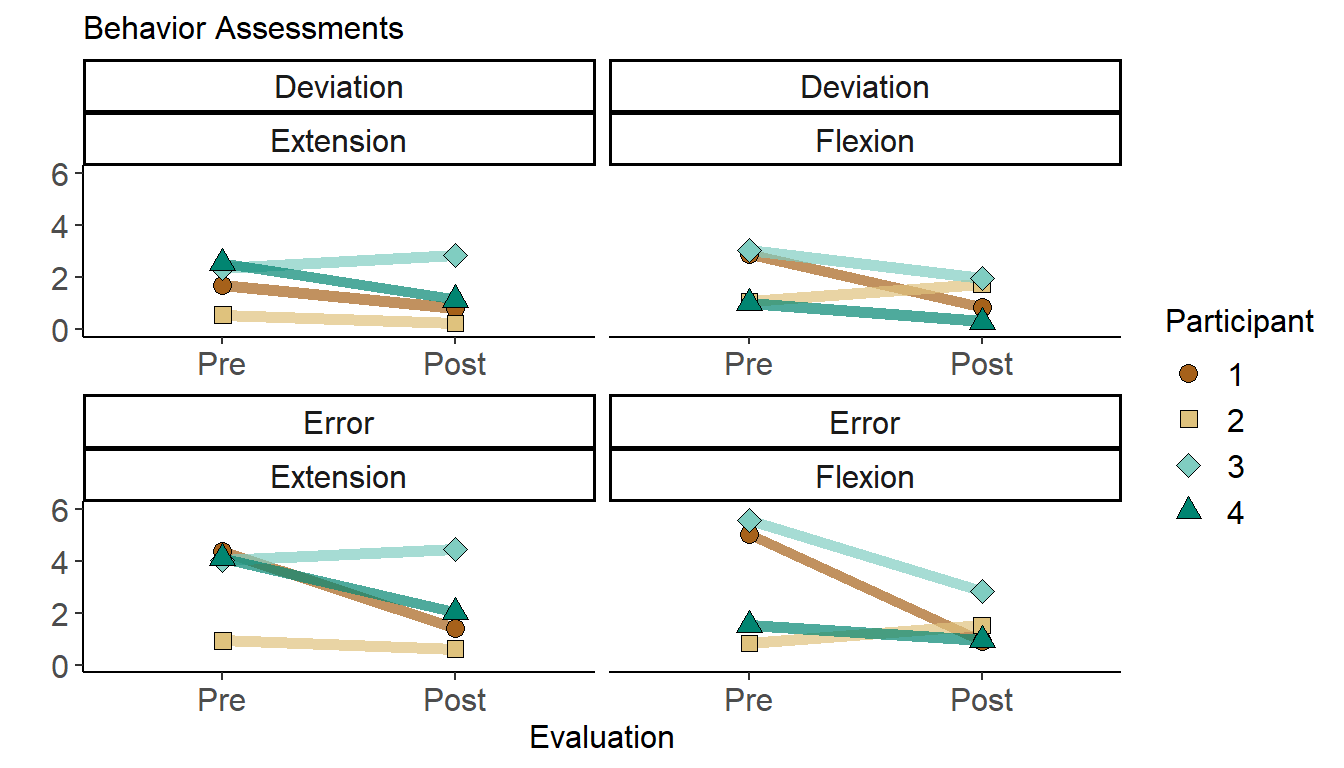 Behavior Assessments
Deviation
Extension
Deviation
Flexion
6
4
2
0
Pre
Post
Pre
Post
Error
Extension
Error
Flexion
6
4
2
0
Pre
Post
Pre
Post
Evaluation
Participant
1
2
3
4